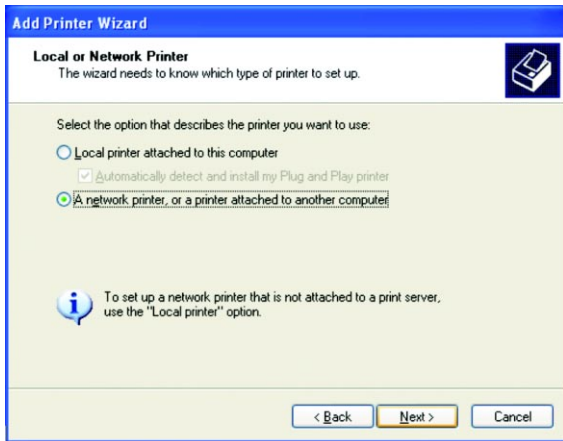 Add Printer Wizard
Local or Network Printer
The wizard needs to know which type of printer to set up.
Select the option that describes the printer you want to use:
Local printer attached to this computer
Automatically detect and install my Plug and Play printer
A network printer, or a printer attached to another computer
To set up a network printer that is not attached to a print server,
use the "Local printer" option.
< Back
Next >
Cancel